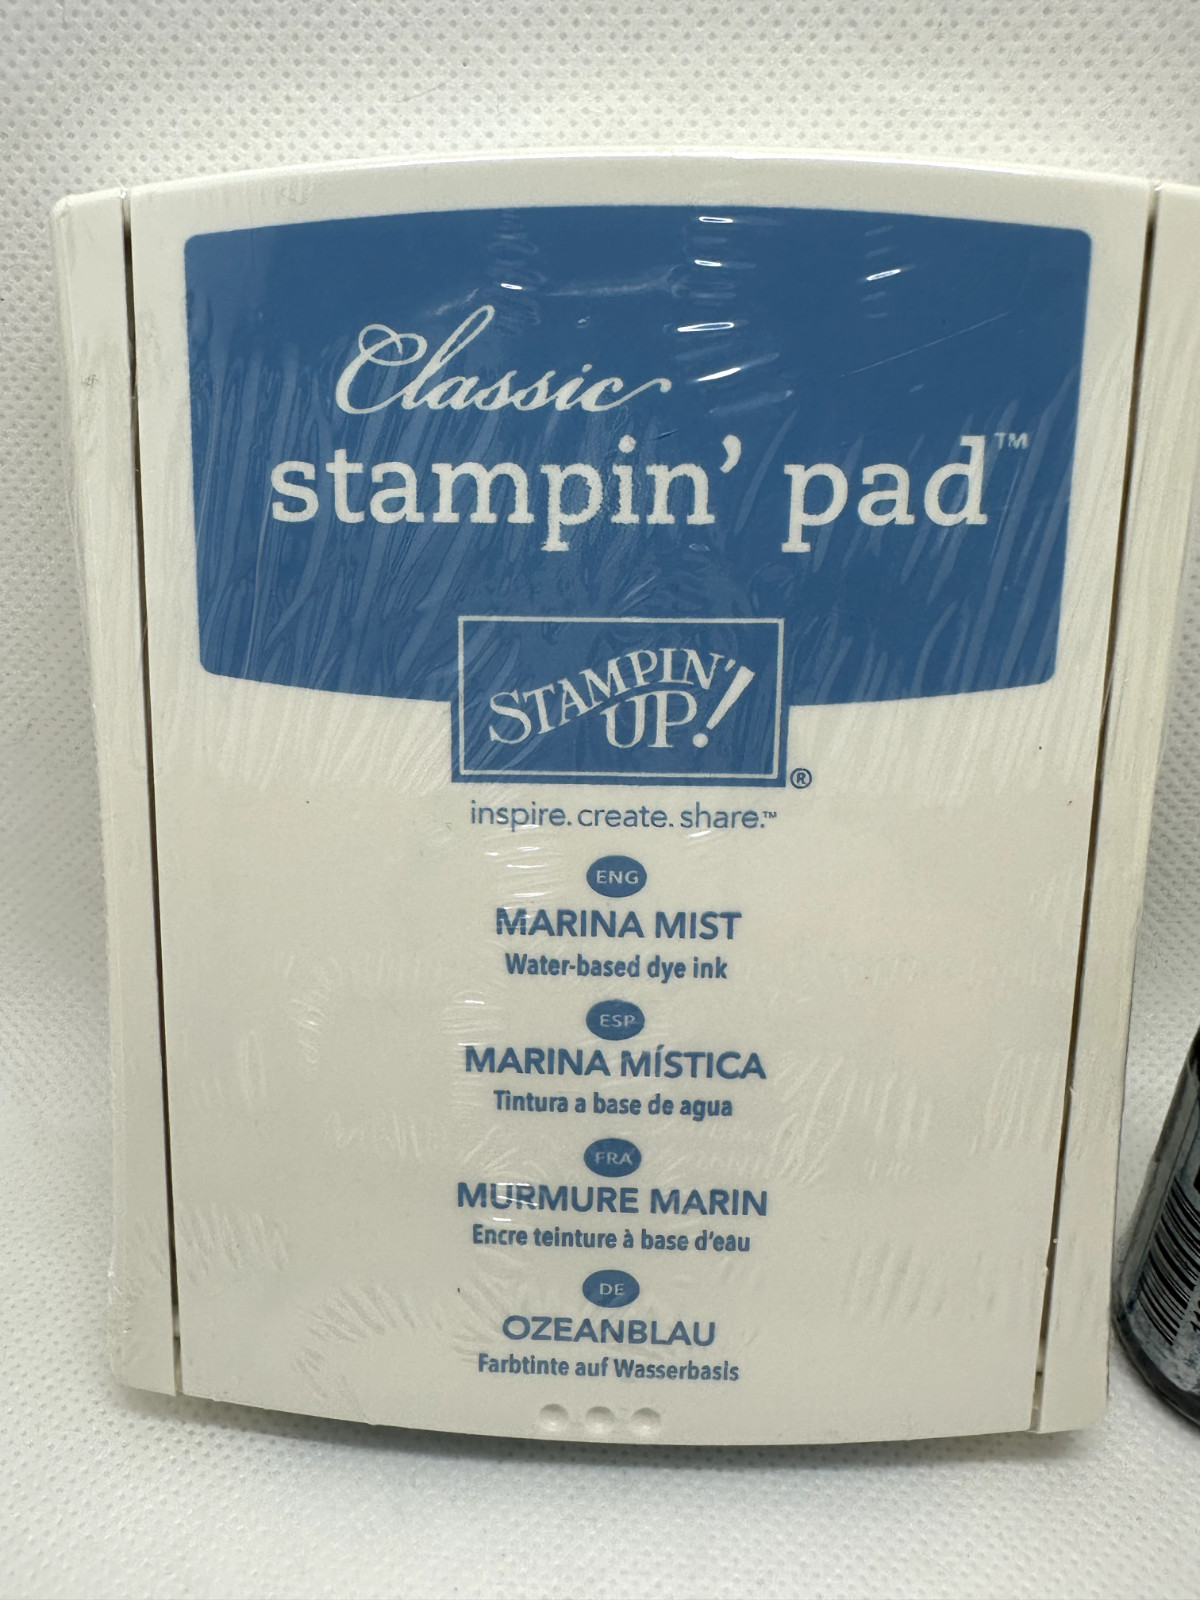 Classic
stampin' pad™
STAMPIN'
UP!®
inspire. create. share.™
ENG
MARINA MIST
Water-based dye ink
ESP
MARINA MÍSTICA
Tintura a base de agua
FRA
MURMURE MARIN
Encre teinture à base d'eau
DE
OZEANBLAU
Farbtinte auf Wasserbasis